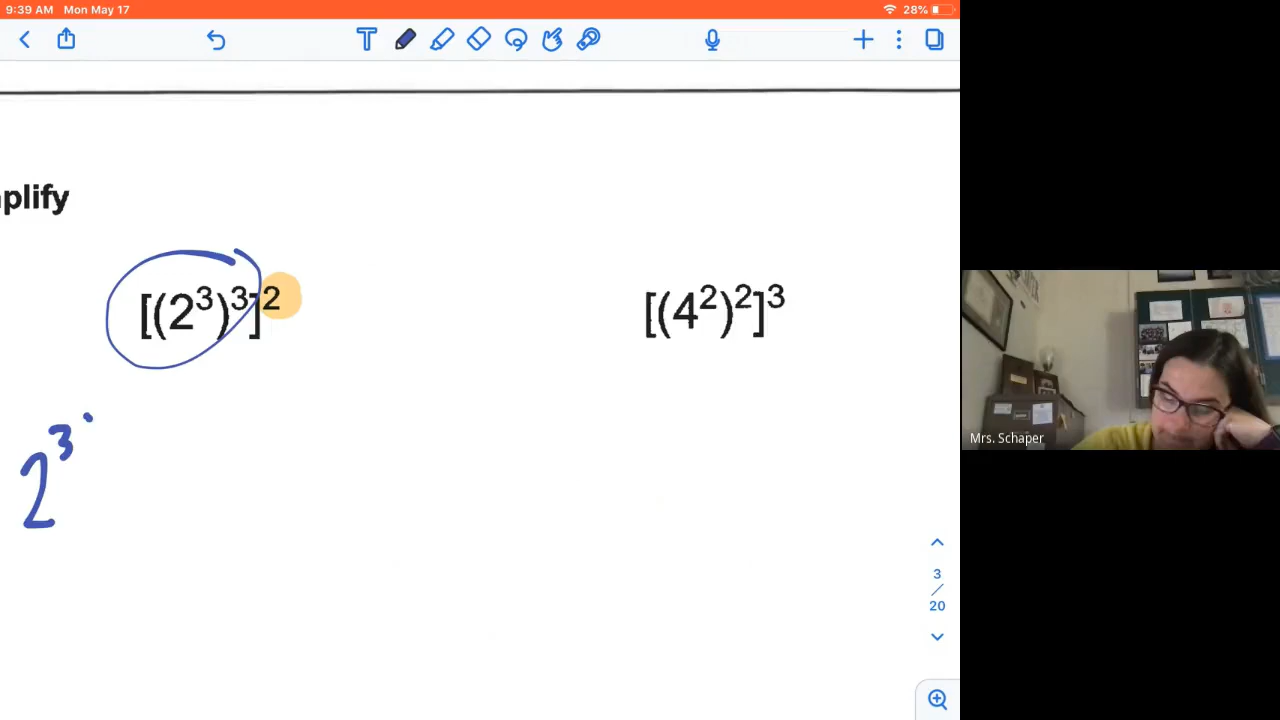 9:39 AM Mon May 17
28%
plify
[(2³)³]²
[(4²)²]³
2³·
Mrs. Schaper
3
/
20